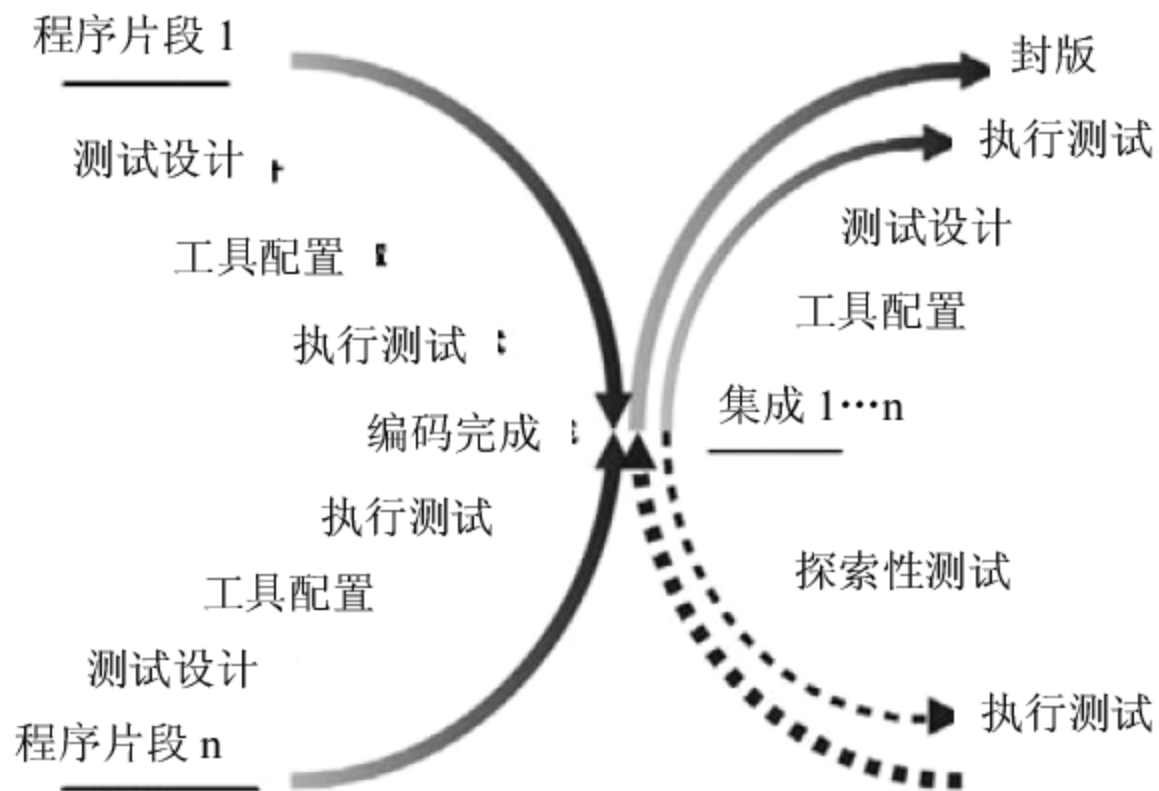 程序片段 1
测试设计
工具配置
执行测试
编码完成
执行测试
工具配置
测试设计
程序片段 n
封版
执行测试
测试设计
工具配置
集成 1…n
探索性测试
执行测试